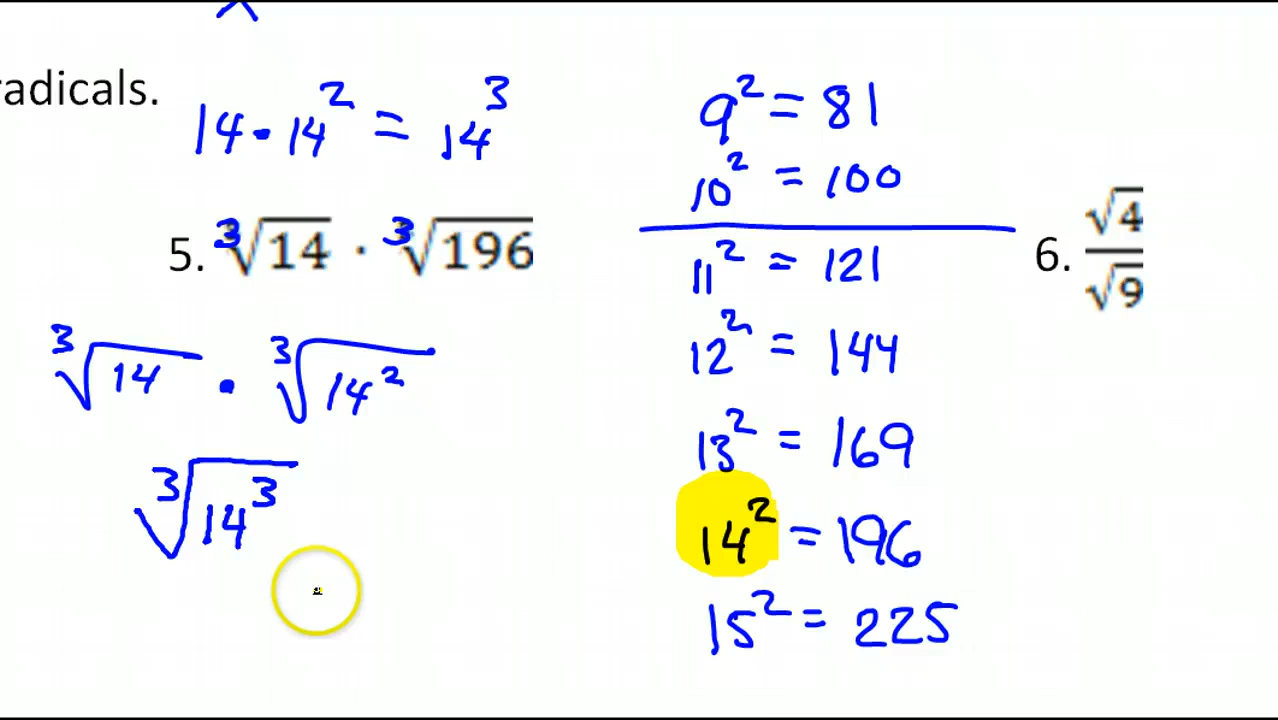 radicals.
14 · 14² = 14³
5. ∛14 · ∛196
∛14 · ∛14²
∛14³
9² = 81
10² = 100
11² = 121
12² = 144
13² = 169
14² = 196
15² = 225
6. √4/√9